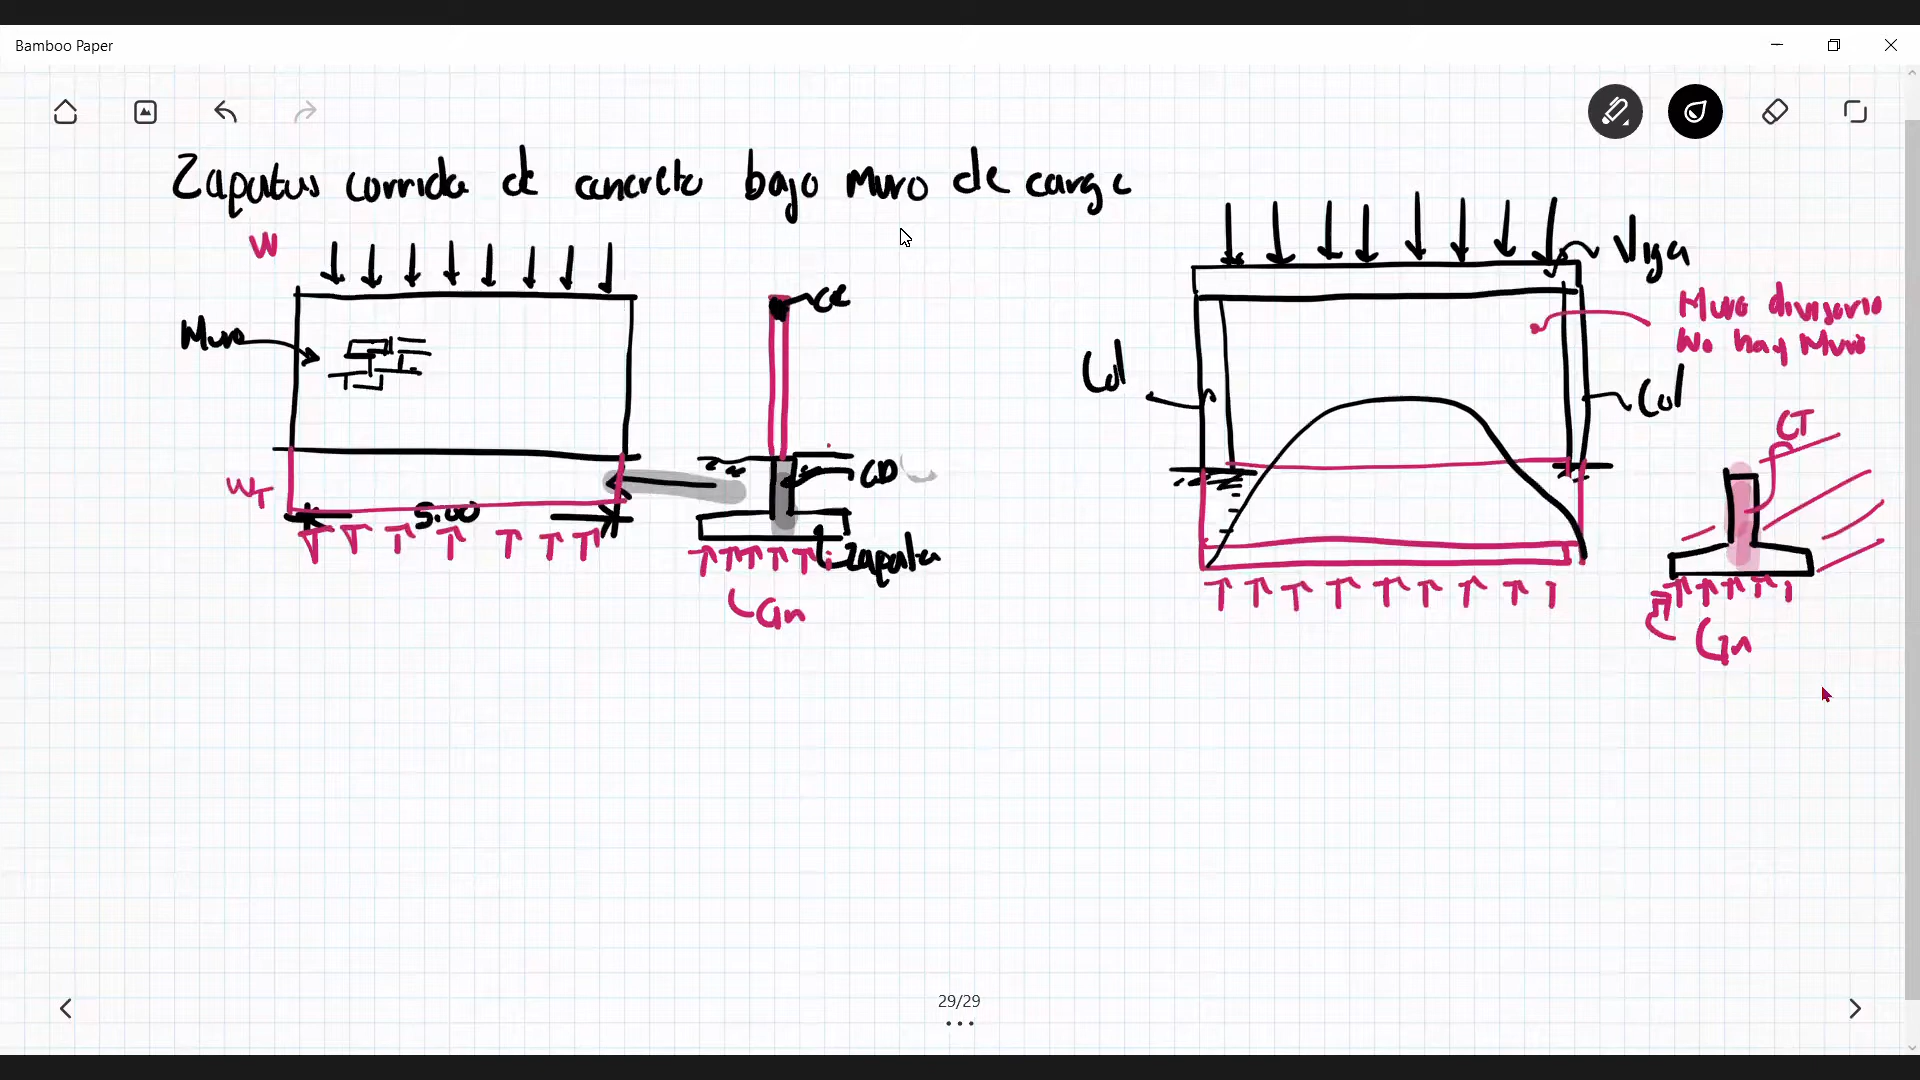 Bamboo Paper
Zapatas corrida de concreto bajo muro de carga
W
Muro
CC
Viga
Muro divisorio
No hay Muro
Col
Col
CT
WT
CD
5.00
Zapata
Gn
Gn
29/29